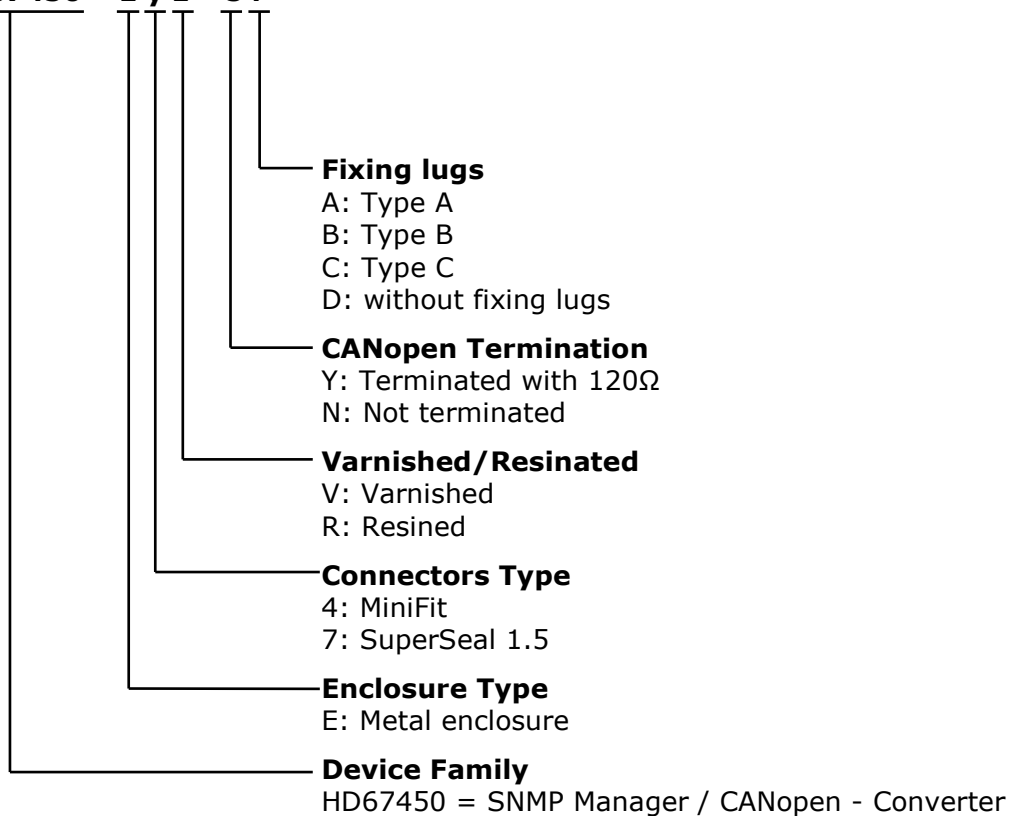 Fixing lugs
A: Type A
B: Type B
C: Type C
D: without fixing lugs
CANopen Termination
Y: Terminated with 120Ω
N: Not terminated
Varnished/Resinated
V: Varnished
R: Resined
Connectors Type
4: MiniFit
7: SuperSeal 1.5
Enclosure Type
E: Metal enclosure
Device Family
HD67450 = SNMP Manager / CANopen - Converter